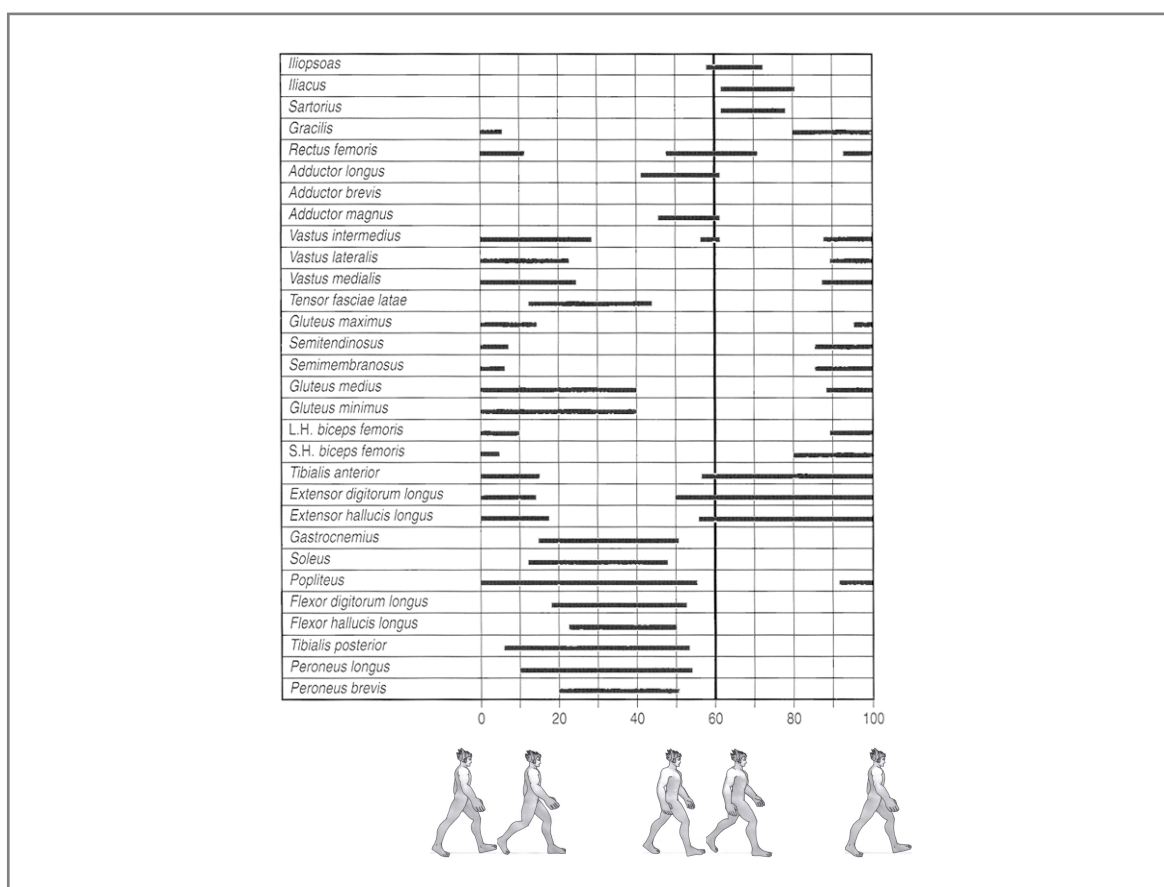 Iliopsoas
Iliacus
Sartorius
Gracilis
Rectus femoris
Adductor longus
Adductor brevis
Adductor magnus
Vastus intermedius
Vastus lateralis
Vastus medialis
Tensor fasciae latae
Gluteus maximus
Semitendinosus
Semimembranosus
Gluteus medius
Gluteus minimus
L.H. biceps femoris
S.H. biceps femoris
Tibialis anterior
Extensor digitorum longus
Extensor hallucis longus
Gastrocnemius
Soleus
Popliteus
Flexor digitorum longus
Flexor hallucis longus
Tibialis posterior
Peroneus longus
Peroneus brevis
0 20 40 60 80 100